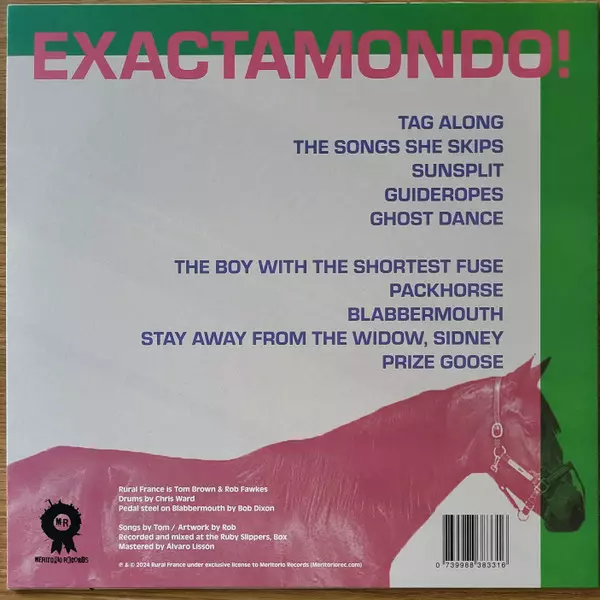 EXACTAMONDO!
TAG ALONG
THE SONGS SHE SKIPS
SUNSPLIT
GUIDEROPES
GHOST DANCE
THE BOY WITH THE SHORTEST FUSE
PACKHORSE
BLABBERMOUTH
STAY AWAY FROM THE WIDOW, SIDNEY
PRIZE GOOSE
Rural France is Tom Brown & Rob Fawkes
Drums by Chris Ward
Pedal steel on Blabbermouth by Bob Dixon
Songs by Tom / Artwork by Rob
Recorded and mixed at the Ruby Slippers, Box
Mastered by Alvaro Lissón
℗ & © 2024 Rural France under exclusive license to Meritorio Records (Meritoriorec.com)
MR
MERITORIO RECORDS
0 739988 383316